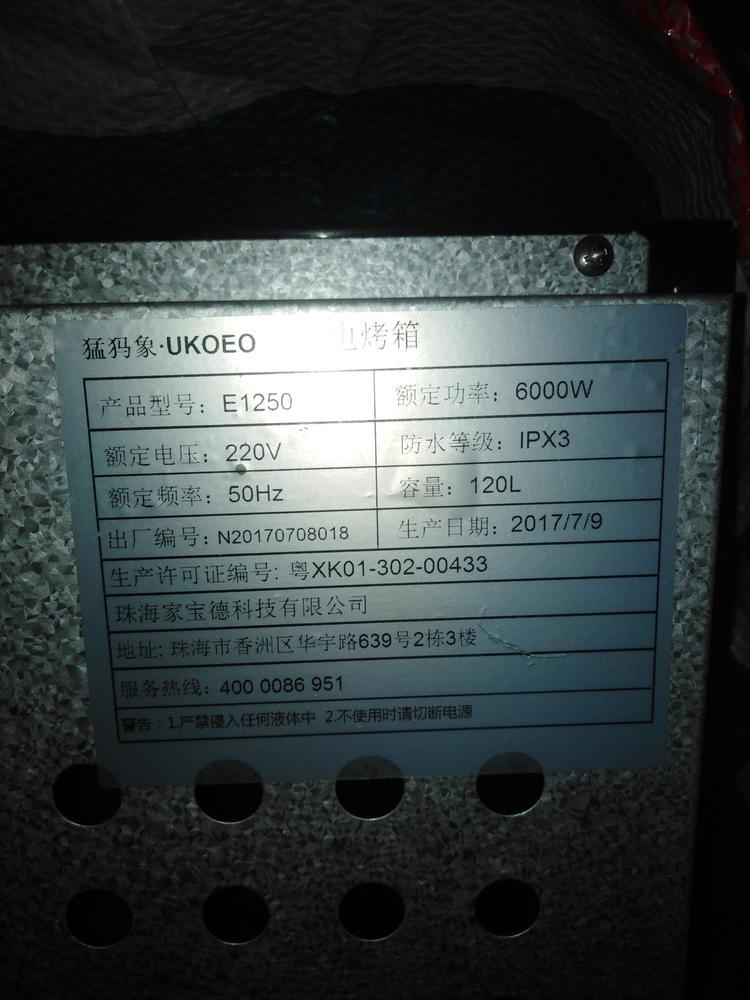 猛犸象·UKOEO 电烤箱
产品型号：E1250 额定功率：6000W
额定电压：220V 防水等级：IPX3
额定频率：50Hz 容量：120L
出厂编号：N20170708018 生产日期：2017/7/9
生产许可证编号：粤XK01-302-00433
珠海家宝德科技有限公司
地址：珠海市香洲区华宇路639号2栋3楼
服务热线：400 0086 951
警告：1.严禁侵入任何液体中 2.不使用时请切断电源